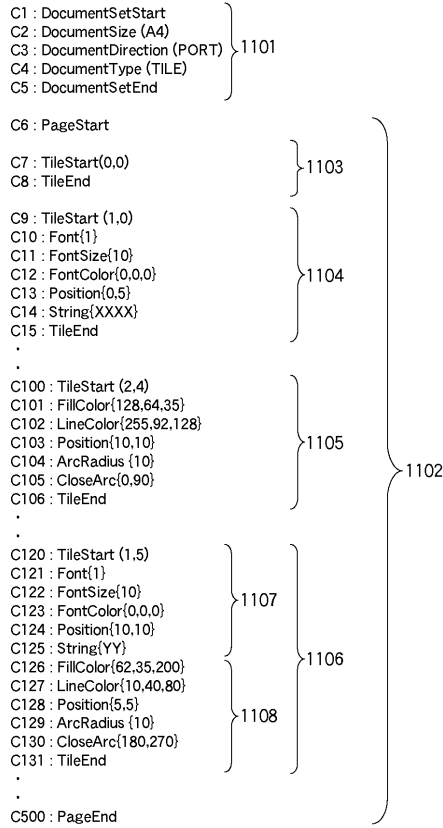 C1 : DocumentSetStart
C2 : DocumentSize (A4)
C3 : DocumentDirection (PORT)
C4 : DocumentType (TILE)
C5 : DocumentSetEnd
1101
C6 : PageStart
C7 : TileStart(0,0)
C8 : TileEnd
1103
C9 : TileStart (1,0)
C10 : Font{1}
C11 : FontSize{10}
C12 : FontColor{0,0,0}
C13 : Position{0,5}
C14 : String{XXXX}
C15 : TileEnd
1104
.
.
C100 : TileStart (2,4)
C101 : FillColor{128,64,35}
C102 : LineColor{255,92,128}
C103 : Position{10,10}
C104 : ArcRadius {10}
C105 : CloseArc{0,90}
C106 : TileEnd
1105
.
.
C120 : TileStart (1,5)
C121 : Font{1}
C122 : FontSize{10}
C123 : FontColor{0,0,0}
C124 : Position{10,10}
C125 : String{YY}
1107
C126 : FillColor{62,35,200}
C127 : LineColor{10,40,80}
C128 : Position{5,5}
C129 : ArcRadius {10}
C130 : CloseArc{180,270}
C131 : TileEnd
1108
1106
.
.
C500 : PageEnd
1102